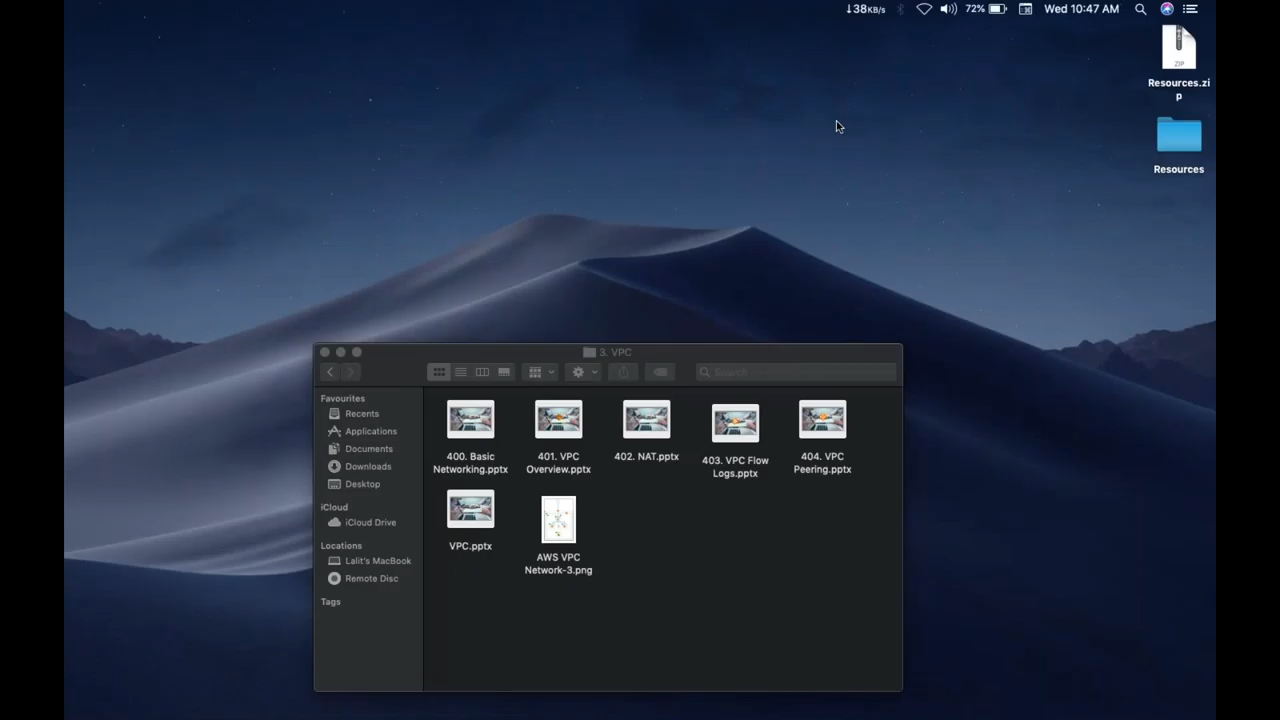 ↓38KB/s 72% Wed 10:47 AM
ZIP
Resources.zi
p
Resources
3. VPC
Search
Favourites
Recents
Applications
Documents
Downloads
Desktop
iCloud
iCloud Drive
Locations
Lalit's MacBook
Remote Disc
Tags
400. Basic
Networking.pptx
401. VPC
Overview.pptx
402. NAT.pptx
403. VPC Flow
Logs.pptx
404. VPC
Peering.pptx
VPC.pptx
AWS VPC
Network-3.png